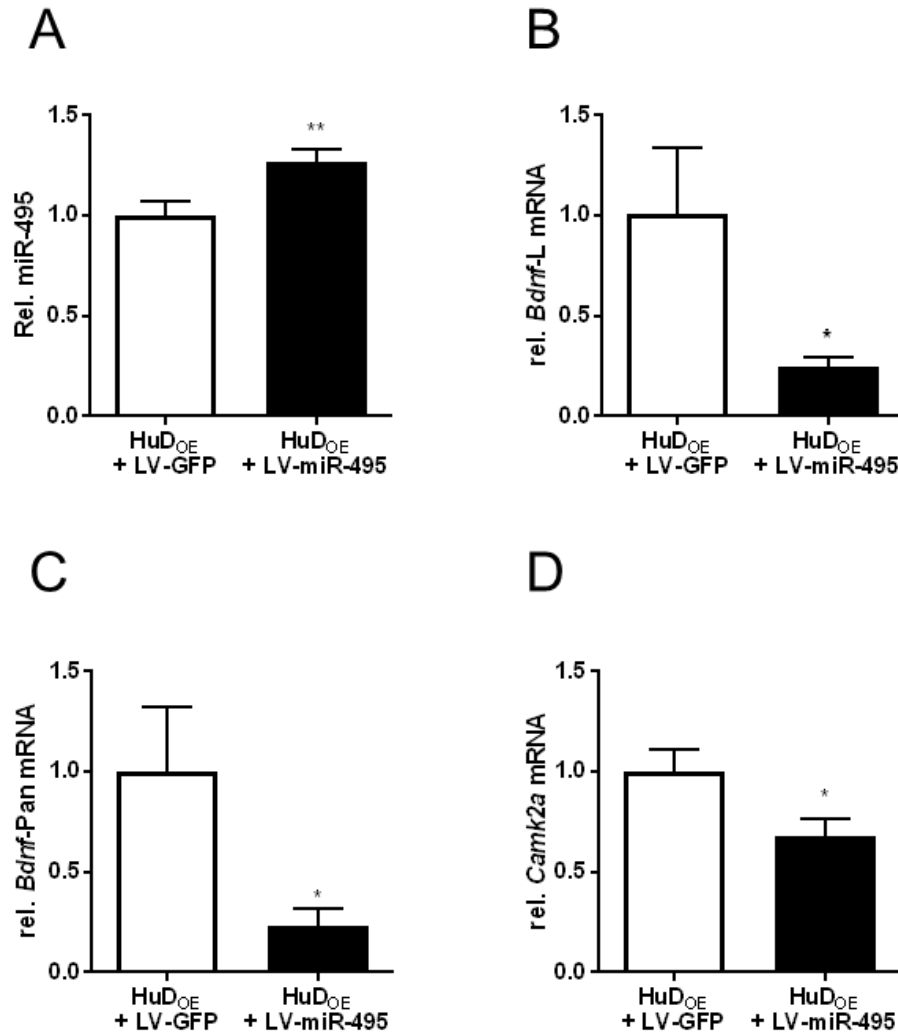 A
Rel. miR-495
1.5
1.0
0.5
0.0
**
HuDOE
+ LV-GFP
HuDOE
+ LV-miR-495
B
rel. Bdnf-L mRNA
1.5
1.0
0.5
0.0
*
HuDOE
+ LV-GFP
HuDOE
+ LV-miR-495
C
rel. Bdnf-Pan mRNA
1.5
1.0
0.5
0.0
*
HuDOE
+ LV-GFP
HuDOE
+ LV-miR-495
D
rel. Camk2a mRNA
1.5
1.0
0.5
0.0
*
HuDOE
+ LV-GFP
HuDOE
+ LV-miR-495